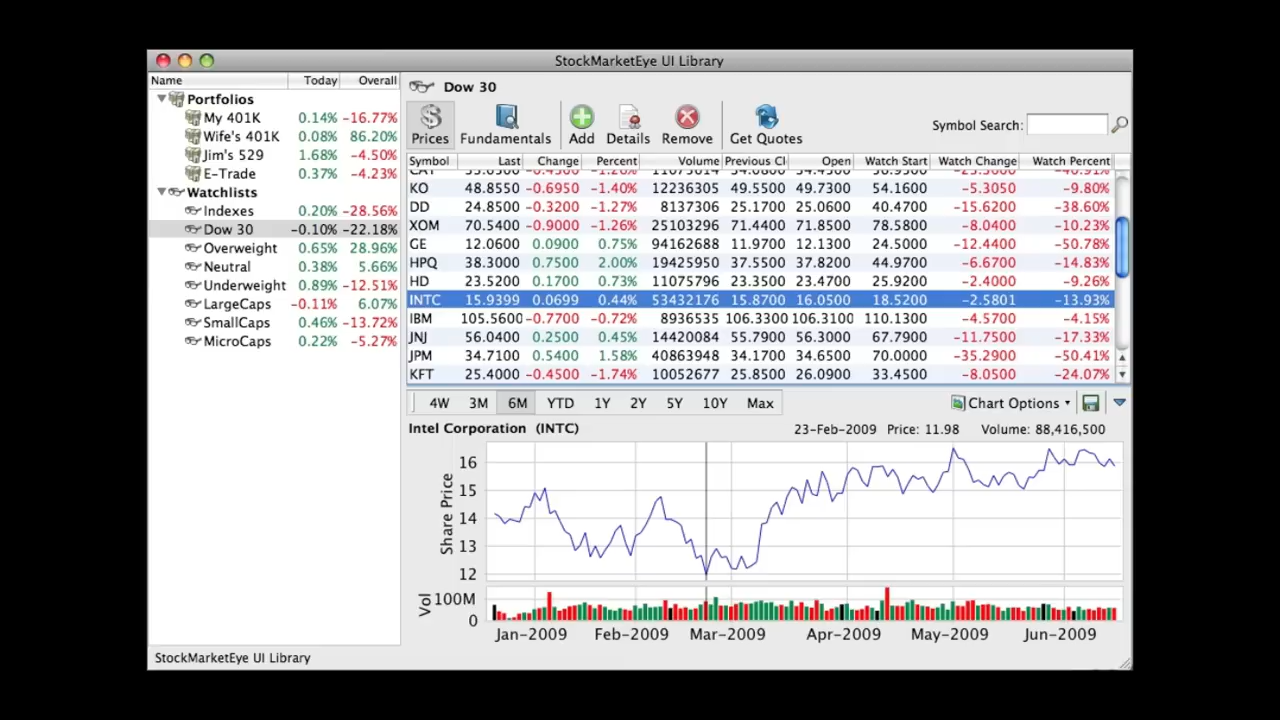 StockMarketEye UI Library
Name Today Overall
Portfolios
My 401K 0.14% -16.77%
Wife's 401K 0.08% 86.20%
Jim's 529 1.68% -4.50%
E-Trade 0.37% -4.23%
Watchlists
Indexes 0.20% -28.56%
Dow 30 -0.10% -22.18%
Overweight 0.65% 28.96%
Neutral 0.38% 5.66%
Underweight 0.89% -12.51%
LargeCaps -0.11% 6.07%
SmallCaps 0.46% -13.72%
MicroCaps 0.22% -5.27%
Dow 30
Prices Fundamentals Add Details Remove Get Quotes Symbol Search:
Symbol Last Change Percent Volume Previous Cl Open Watch Start Watch Change Watch Percent
KO 48.8550 -0.6950 -1.40% 12236305 49.5500 49.7300 54.1600 -5.3050 -9.80%
DD 24.8500 -0.3200 -1.27% 8137306 25.1700 25.0600 40.4700 -15.6200 -38.60%
XOM 70.5400 -0.9000 -1.26% 25103296 71.4400 71.8500 78.5800 -8.0400 -10.23%
GE 12.0600 0.0900 0.75% 94162688 11.9700 12.1300 24.5000 -12.4400 -50.78%
HPQ 38.3000 0.7500 2.00% 19425950 37.5500 37.8200 44.9700 -6.6700 -14.83%
HD 23.5200 0.1700 0.73% 11075796 23.3500 23.4700 25.9200 -2.4000 -9.26%
INTC 15.9399 0.0699 0.44% 53432176 15.8700 16.0500 18.5200 -2.5801 -13.93%
IBM 105.5600 -0.7700 -0.72% 8936535 106.3300 106.3100 110.1300 -4.5700 -4.15%
JNJ 56.0400 0.2500 0.45% 14420084 55.7900 56.3000 67.7900 -11.7500 -17.33%
JPM 34.7100 0.5400 1.58% 40863948 34.1700 34.6500 70.0000 -35.2900 -50.41%
KFT 25.4000 -0.4500 -1.74% 10052677 25.8500 26.0900 33.4500 -8.0500 -24.07%
4W 3M 6M YTD 1Y 2Y 5Y 10Y Max Chart Options
Intel Corporation (INTC) 23-Feb-2009 Price: 11.98 Volume: 88,416,500
Share Price
16
15
14
13
12
Vol
100M
0
Jan-2009 Feb-2009 Mar-2009 Apr-2009 May-2009 Jun-2009
StockMarketEye UI Library